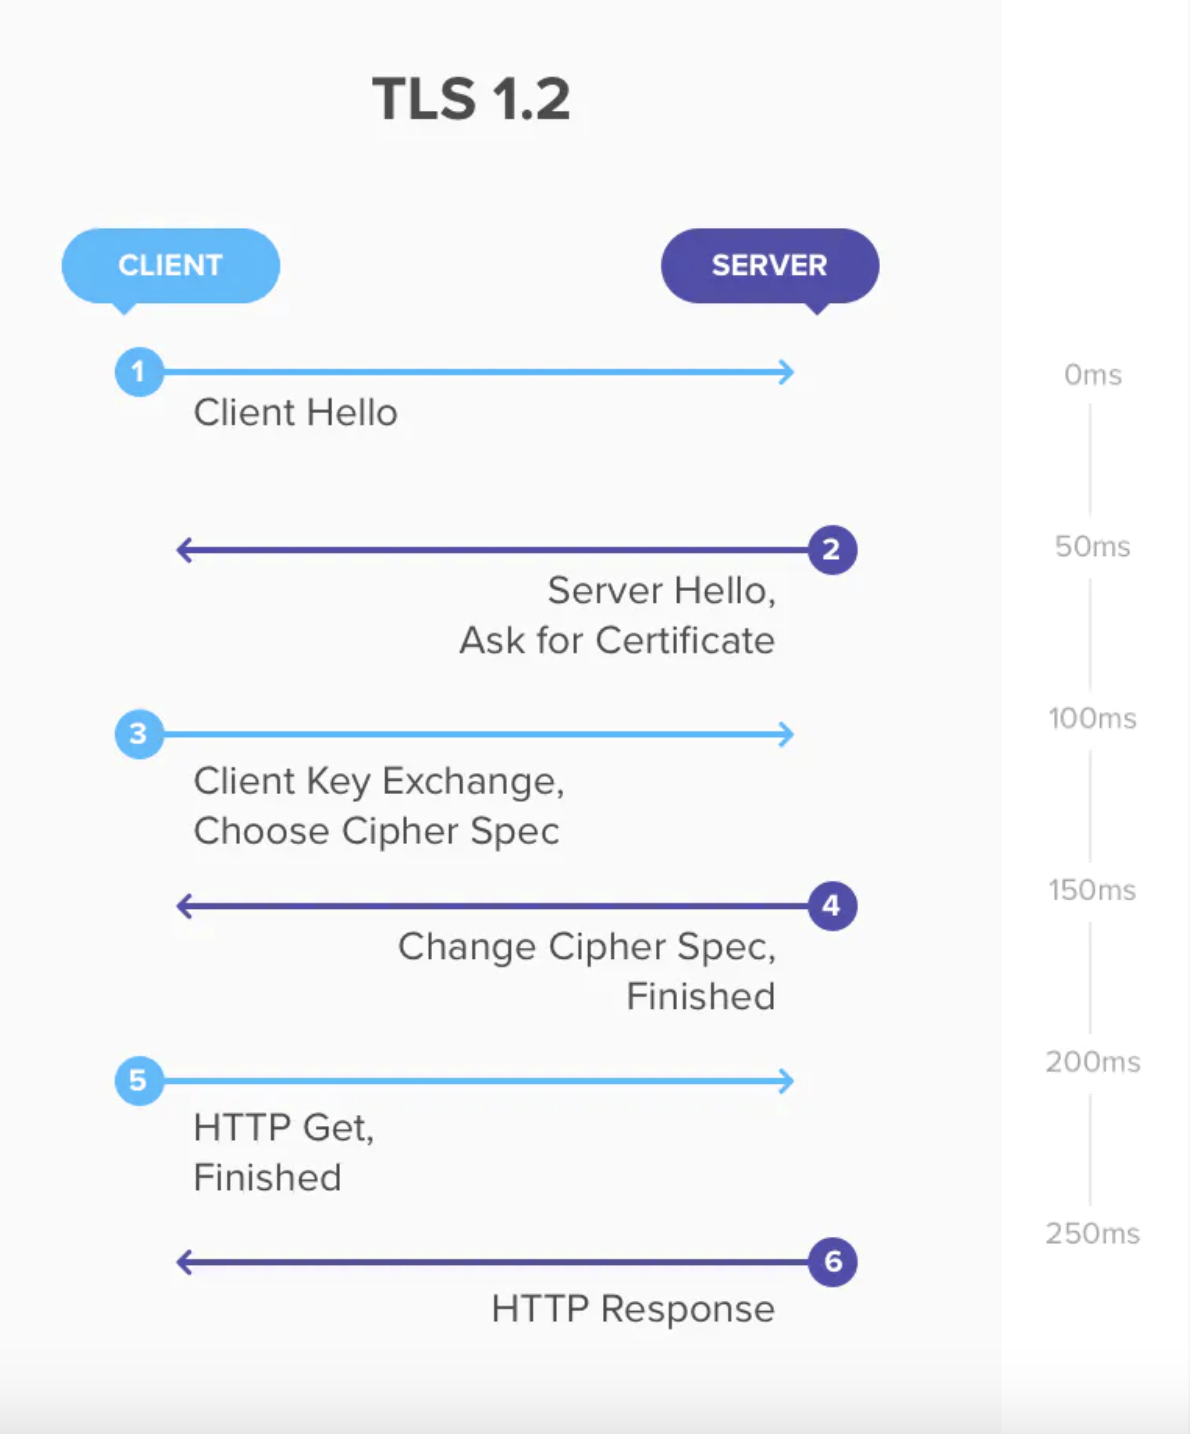 TLS 1.2
CLIENT
SERVER
1
0ms
Client Hello
2
50ms
Server Hello,
Ask for Certificate
3
100ms
Client Key Exchange,
Choose Cipher Spec
4
150ms
Change Cipher Spec,
Finished
5
200ms
HTTP Get,
Finished
6
250ms
HTTP Response